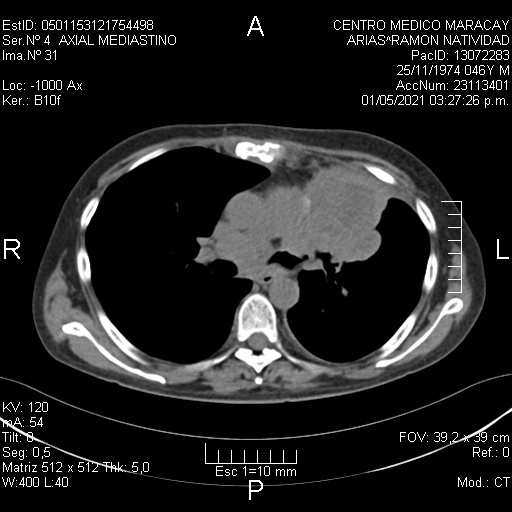 EstID: 0501153121754498
Ser.Nº 4 AXIAL MEDIASTINO
Ima.Nº 31
Loc: -1000 Ax
Ker.: B10f
A
CENTRO MEDICO MARACAY
ARIAS^RAMON NATIVIDAD
PacID: 13072283
25/11/1974 046Y M
AccNum: 23113401
01/05/2021 03:27:26 p.m.
R
L
KV: 120
mA: 54
Tilt: 0
Seg: 0,5
Matriz 512 x 512 Thk: 5,0
W:400 L:40
Esc 1=10 mm
P
FOV: 39,2 x 39 cm
Ref.: 0
Mod.: CT